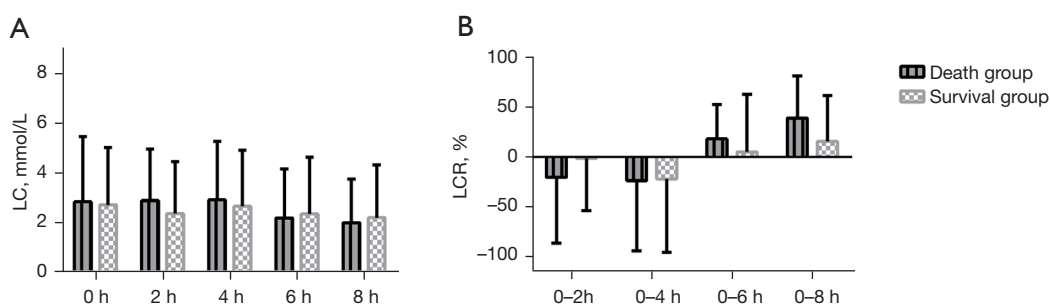 A
LC, mmol/L
8
6
4
2
0
0 h 2 h 4 h 6 h 8 h
B
LCR, %
100
50
0
−50
−100
0–2h 0–4 h 0–6 h 0–8 h
Death group
Survival group